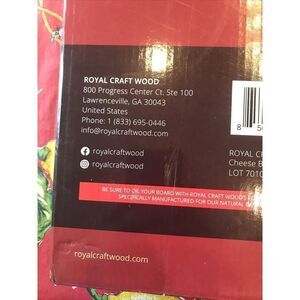 ROYAL CRAFT WOOD
800 Progress Center Ct. Ste 100
Lawrenceville, GA 30043
United States
Phone: 1 (833) 695-0446
info@royalcraftwood.com
royalcraftwood
royalcraftwood
8
ROYAL C
Cheese B
LOT 7010
BE SURE TO OIL YOUR BOARD WITH ROYAL CRAFT WOOD'S
SPECIFICALLY MANUFACTURED FOR OUR NATURAL
royalcraftwood.com